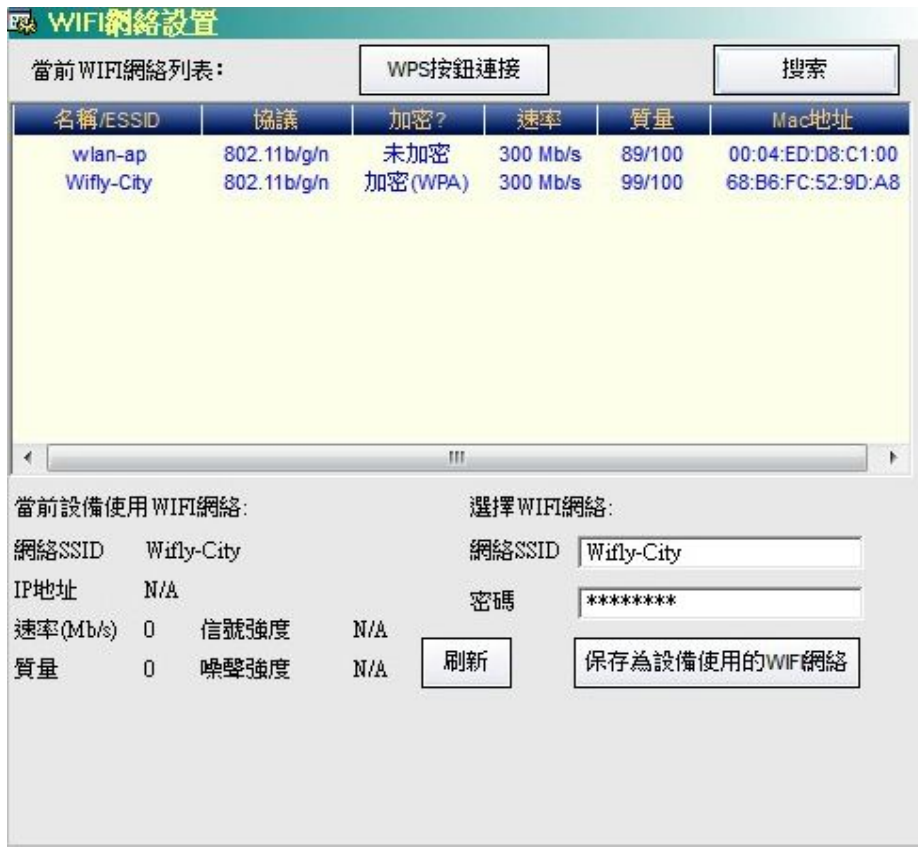 WIFI網絡設置
當前WIFI網絡列表: WPS按鈕連接 搜索
名稱/ESSID 協議 加密? 速率 質量 Mac地址
wlan-ap 802.11b/g/n 未加密 300 Mb/s 89/100 00:04:ED:D8:C1:00
Wifly-City 802.11b/g/n 加密(WPA) 300 Mb/s 99/100 68:B6:FC:52:9D:A8
當前設備使用WIFI網絡: 選擇WIFI網絡:
網絡SSID Wifly-City 網絡SSID Wifly-City
IP地址 N/A 密碼 ********
速率(Mb/s) 0 信號強度 N/A
質量 0 噪聲強度 N/A 刷新 保存為設備使用的WIFI網絡